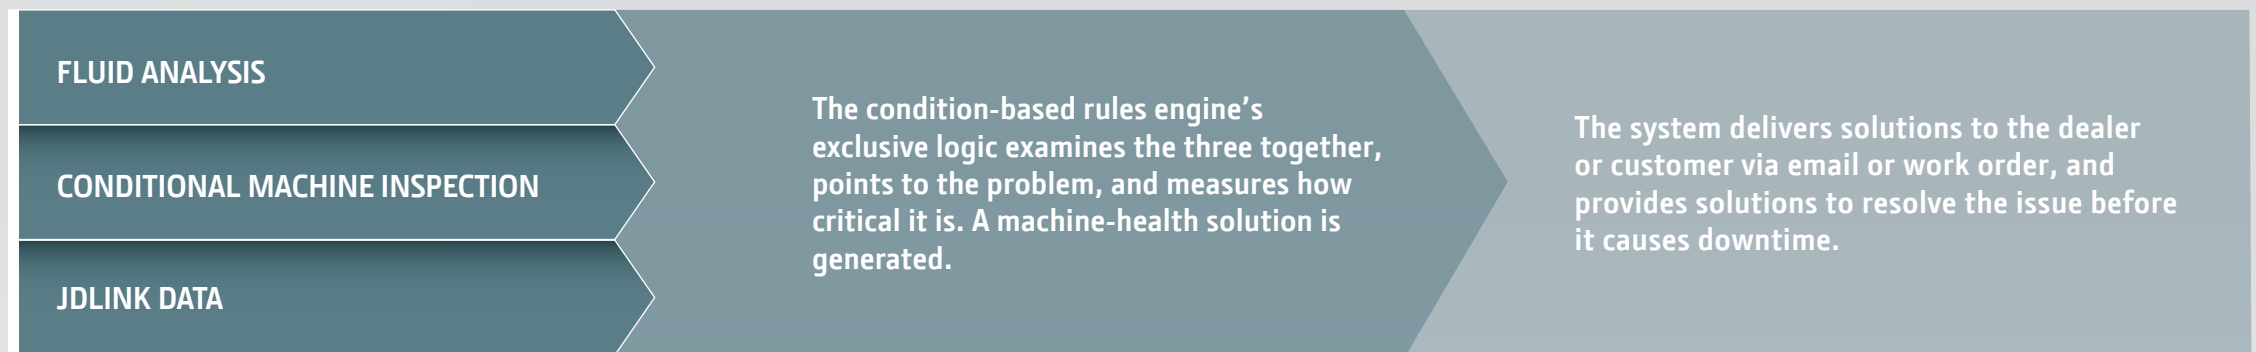 FLUID ANALYSIS
CONDITIONAL MACHINE INSPECTION
JDLINK DATA
The condition-based rules engine’s
exclusive logic examines the three together,
points to the problem, and measures how
critical it is. A machine-health solution is
generated.
The system delivers solutions to the dealer
or customer via email or work order, and
provides solutions to resolve the issue before
it causes downtime.